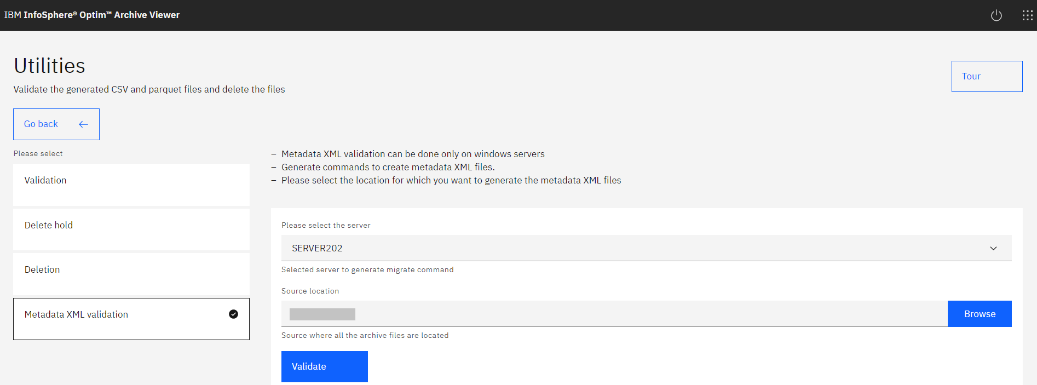 IBM InfoSphere® Optim™ Archive Viewer
Utilities
Validate the generated CSV and parquet files and delete the files
Tour
Go back
Please select
Validation
Delete hold
Deletion
Metadata XML validation
– Metadata XML validation can be done only on windows servers
– Generate commands to create metadata XML files.
– Please select the location for which you want to generate the metadata XML files
Please select the server
SERVER202
Selected server to generate migrate command
Source location
Browse
Source where all the archive files are located
Validate